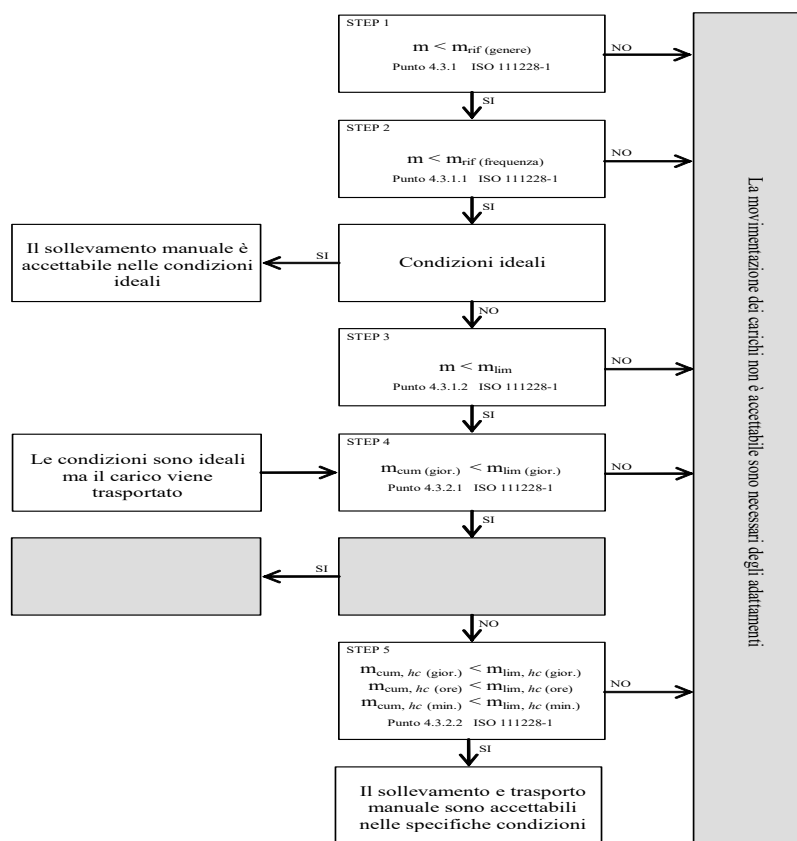 STEP 1
m < mrif (genere)
Punto 4.3.1 ISO 111228-1
NO
SI
STEP 2
m < mrif (frequenza)
Punto 4.3.1.1 ISO 111228-1
NO
SI
Il sollevamento manuale è
accettabile nelle condizioni
ideali
SI
Condizioni ideali
NO
STEP 3
m < mlim
Punto 4.3.1.2 ISO 111228-1
NO
SI
Le condizioni sono ideali
ma il carico viene
trasportato
STEP 4
mcum (gior.) < mlim (gior.)
Punto 4.3.2.1 ISO 111228-1
NO
SI
SI
NO
STEP 5
mcum, hc (gior.) < mlim, hc (gior.)
mcum, hc (ore) < mlim, hc (ore)
mcum, hc (min.) < mlim, hc (min.)
Punto 4.3.2.2 ISO 111228-1
NO
SI
Il sollevamento e trasporto
manuale sono accettabili
nelle specifiche condizioni
La movimentazione dei carichi non è accettabile sono necessari degli adattamenti